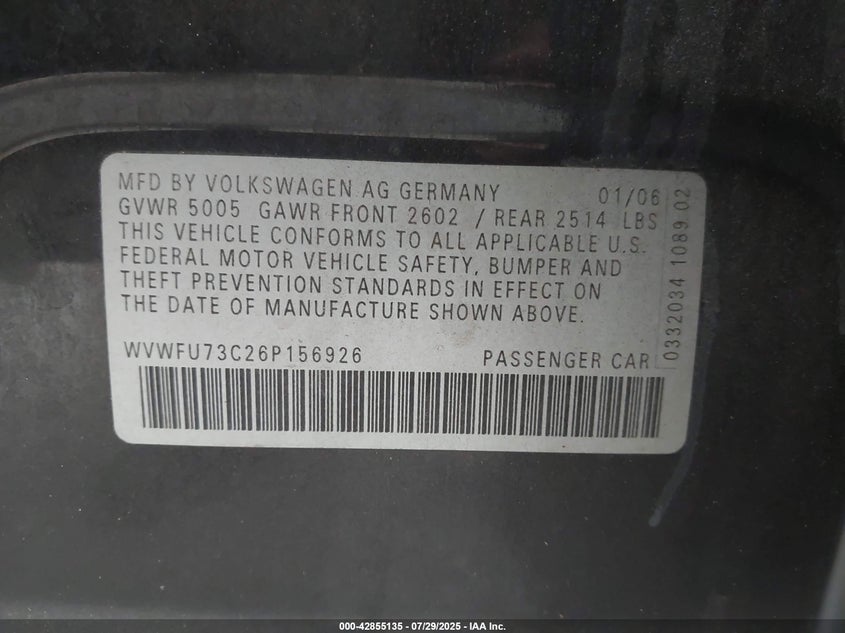 MFD BY VOLKSWAGEN AG GERMANY 01/06
GVWR 5005 GAWR FRONT 2602 / REAR 2514 LBS
THIS VEHICLE CONFORMS TO ALL APPLICABLE U.S.
FEDERAL MOTOR VEHICLE SAFETY, BUMPER AND
THEFT PREVENTION STANDARDS IN EFFECT ON
THE DATE OF MANUFACTURE SHOWN ABOVE.
WVWFU73C26P156926 PASSENGER CAR
0332034 1089 02
000-42855135 - 07/29/2025 - IAA Inc.